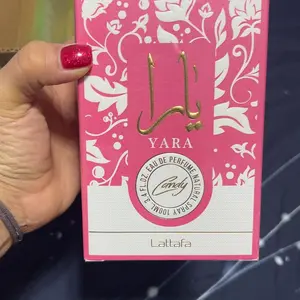 يارا
YARA
EAU DE PERFUME NATURAL SPRAY 100ML 3.4 FL.OZ.
Candy
Lattafa